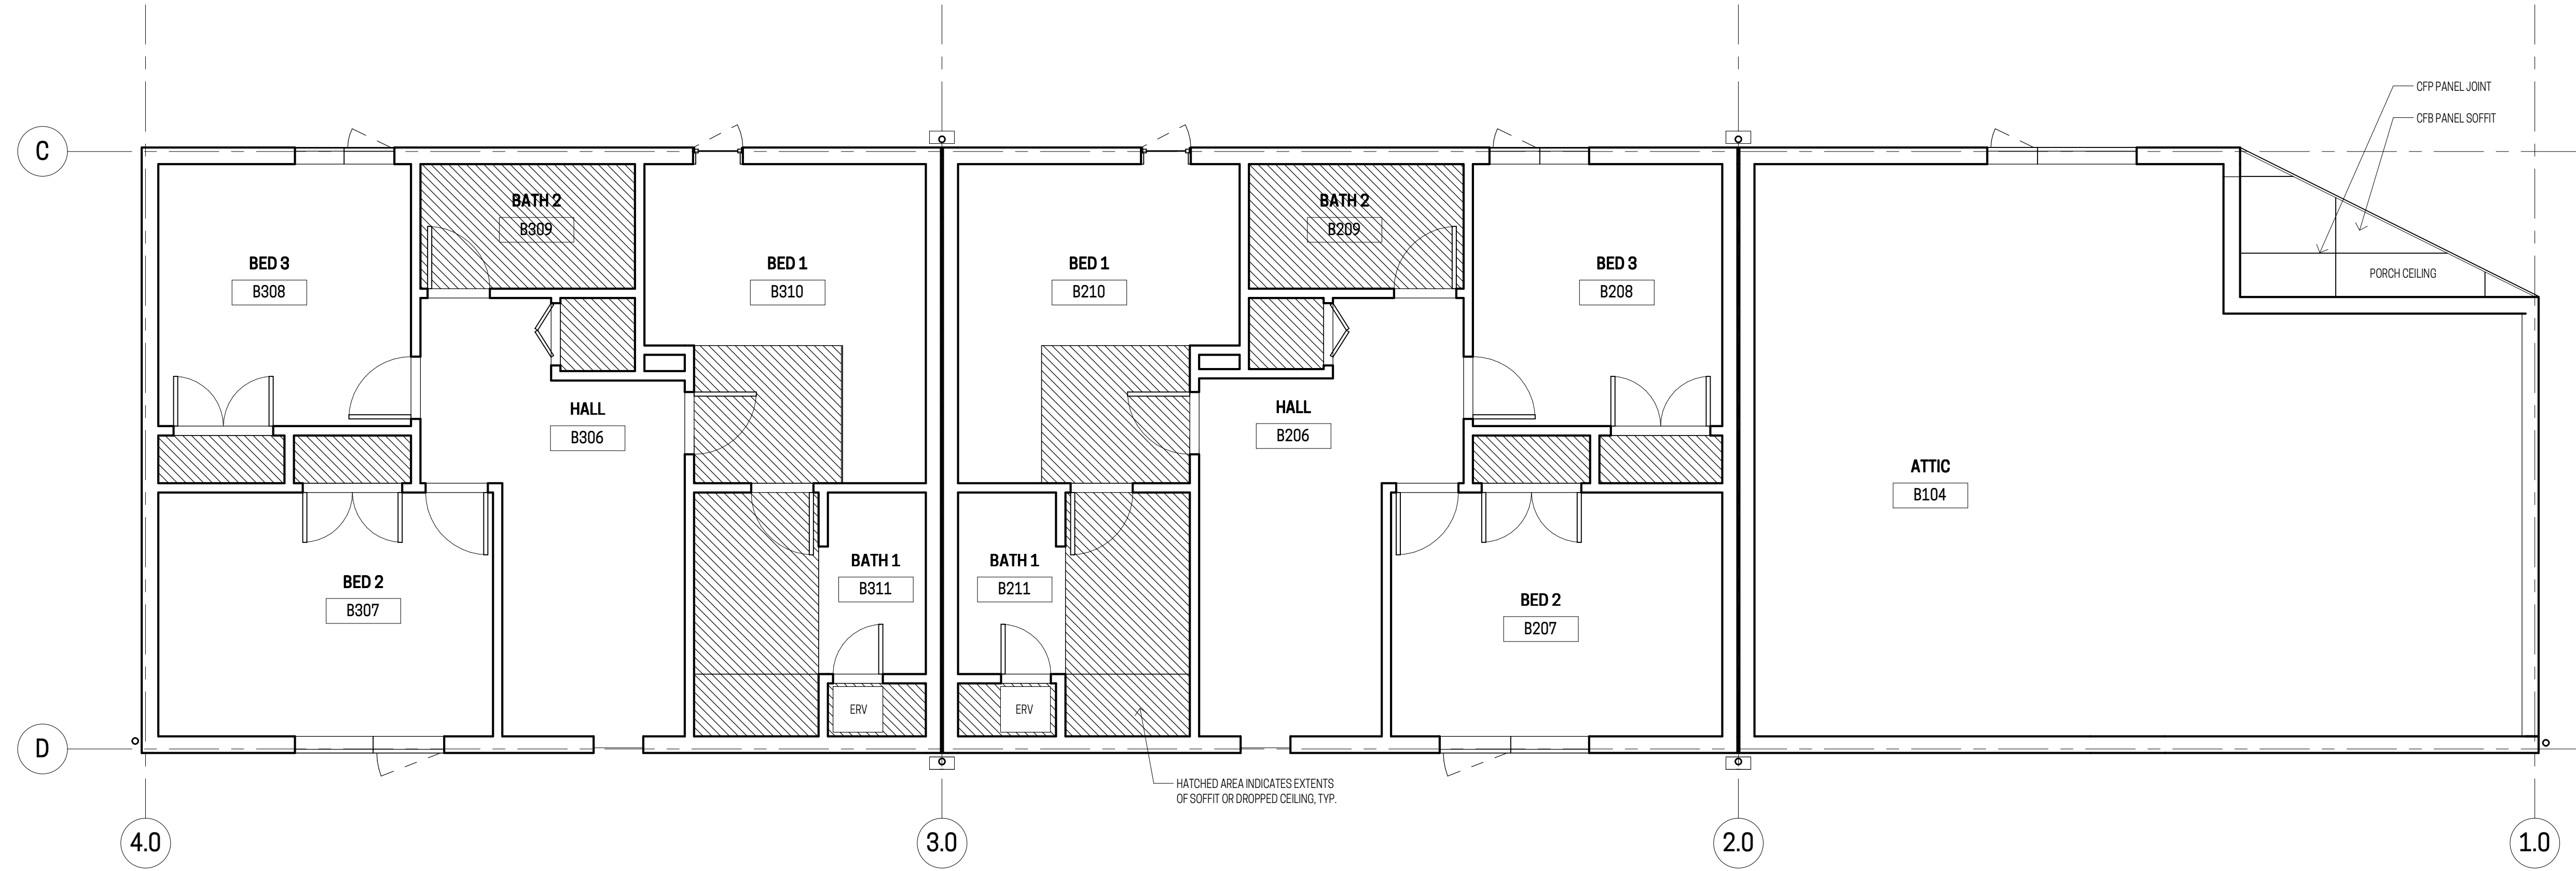 CFP PANEL JOINT
CFB PANEL SOFFIT
C
BATH 2
B309
BATH 2
B209
BED 3
B308
BED 1
B310
BED 1
B210
BED 3
B208
PORCH CEILING
HALL
B306
HALL
B206
ATTIC
B104
BATH 1
B311
BATH 1
B211
BED 2
B307
BED 2
B207
ERV
ERV
D
HATCHED AREA INDICATES EXTENTS
OF SOFFIT OR DROPPED CEILING, TYP.
4.0
3.0
2.0
1.0